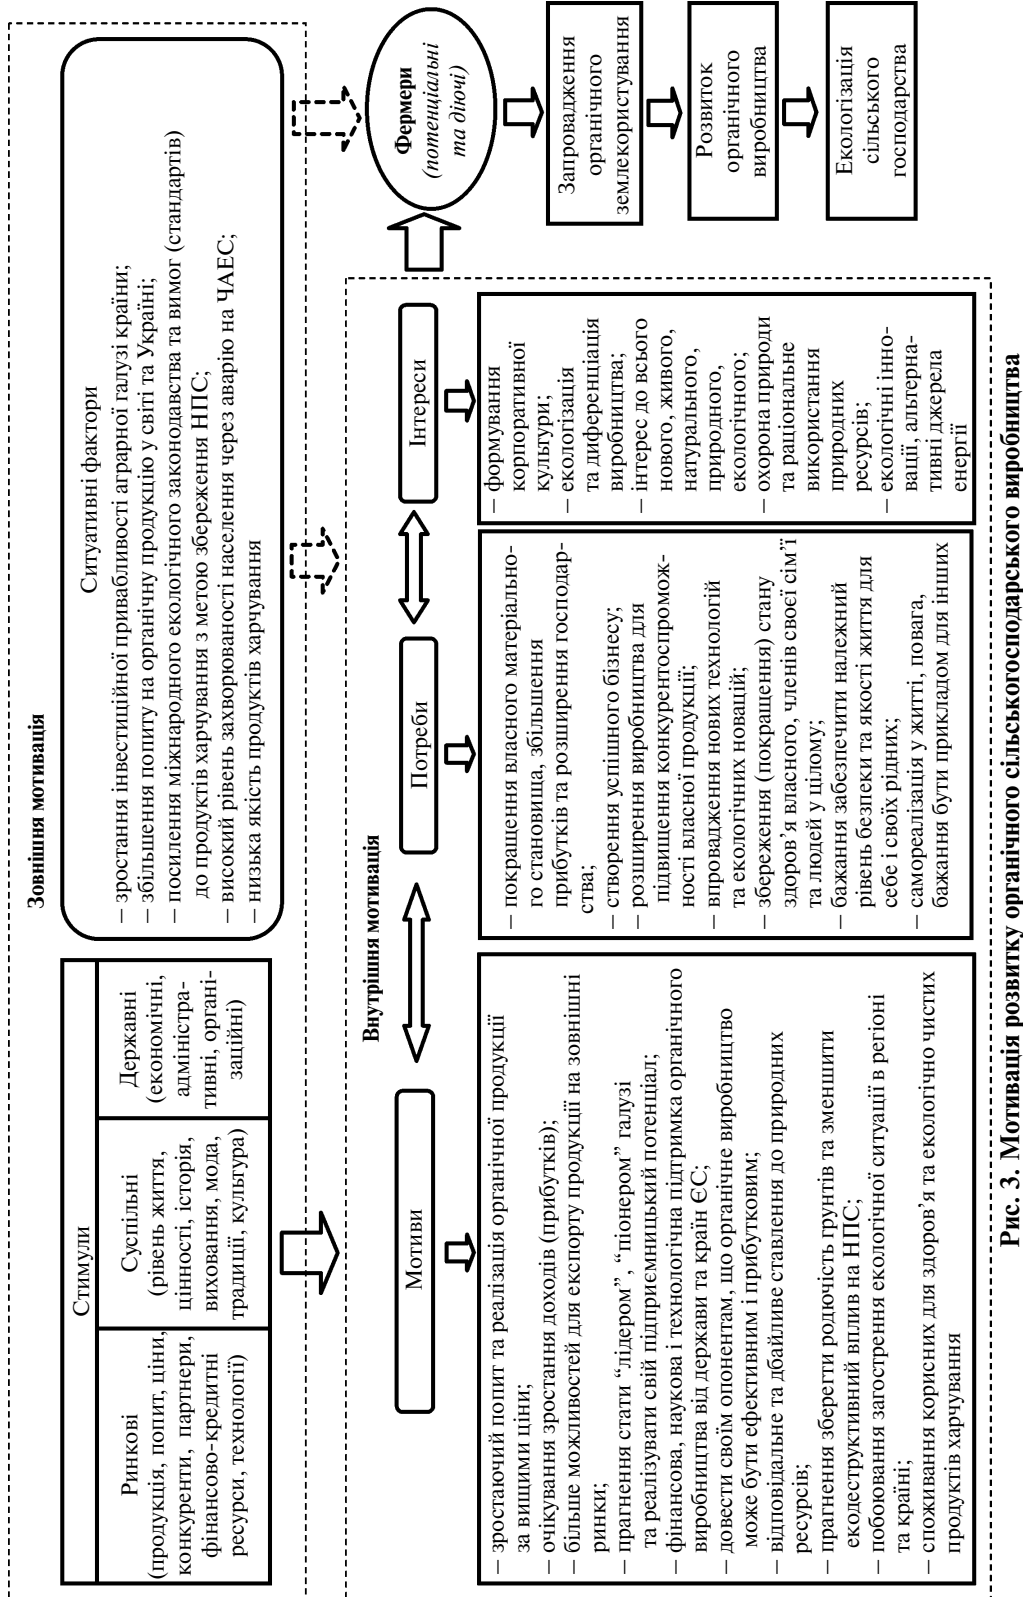 Зовнішня мотивація
Стимули
Ринкові
(продукція, попит, ціни,
конкуренти, партнери,
фінансово-кредитні
ресурси, технології)
Суспільні
(рівень життя,
цінності, історія,
виховання, мода,
традиції, культура)
Державні
(економічні,
адміністра-
тивні, органі-
заційні)
Ситуативні фактори
– зростання інвестиційної привабливості аграрної галузі країни;
– збільшення попиту на органічну продукцію у світі та Україні;
– посилення міжнародного екологічного законодавства та вимог (стандартів)
до продуктів харчування з метою збереження НПС;
– високий рівень захворюваності населення через аварію на ЧАЕС;
– низька якість продуктів харчування
Внутрішня мотивація
Мотиви
– зростаючий попит та реалізація органічної продукції
за вищими ціни;
– очікування зростання доходів (прибутків);
– більше можливостей для експорту продукції на зовнішні
ринки;
– прагнення стати “лідером”, “піонером” галузі
та реалізувати свій підприємницький потенціал;
– фінансова, наукова і технологічна підтримка органічного
виробництва від держави та країн ЄС;
– довести своїм опонентам, що органічне виробництво
може бути ефективним і прибутковим;
– відповідальне та дбайливе ставлення до природних
ресурсів;
– прагнення зберегти родючість ґрунтів та зменшити
екодеструктивний вплив на НПС;
– побоювання загострення екологічної ситуації в регіоні
та країні;
– споживання корисних для здоров’я та екологічно чистих
продуктів харчування
Потреби
– покращення власного матеріально-
го становища, збільшення
прибутків та розширення господар-
ства;
– створення успішного бізнесу;
– розширення виробництва для
підвищення конкурентоспромож-
ності власної продукції;
– впровадження нових технологій
та екологічних новацій;
– збереження (покращення) стану
здоров’я власного, членів своєї сім’ї
та людей у цілому;
– бажання забезпечити належний
рівень безпеки та якості життя для
себе і своїх рідних;
– самореалізація у житті, повага,
бажання бути прикладом для інших
Інтереси
– формування
корпоративної
культури;
– екологізація
та диференціація
виробництва;
– інтерес до всього
нового, живого,
натурального,
природного,
екологічного;
– охорона природи
та раціональне
використання
природних
ресурсів;
– екологічні інно-
вації, альтерна-
тивні джерела
енергії
Фермери
(потенціальні
та діючі)
Запровадження
органічного
землекористування
Розвиток
органічного
виробництва
Екологізація
сільського
господарства
Рис. 3. Мотивація розвитку органічного сільськогосподарського виробництва